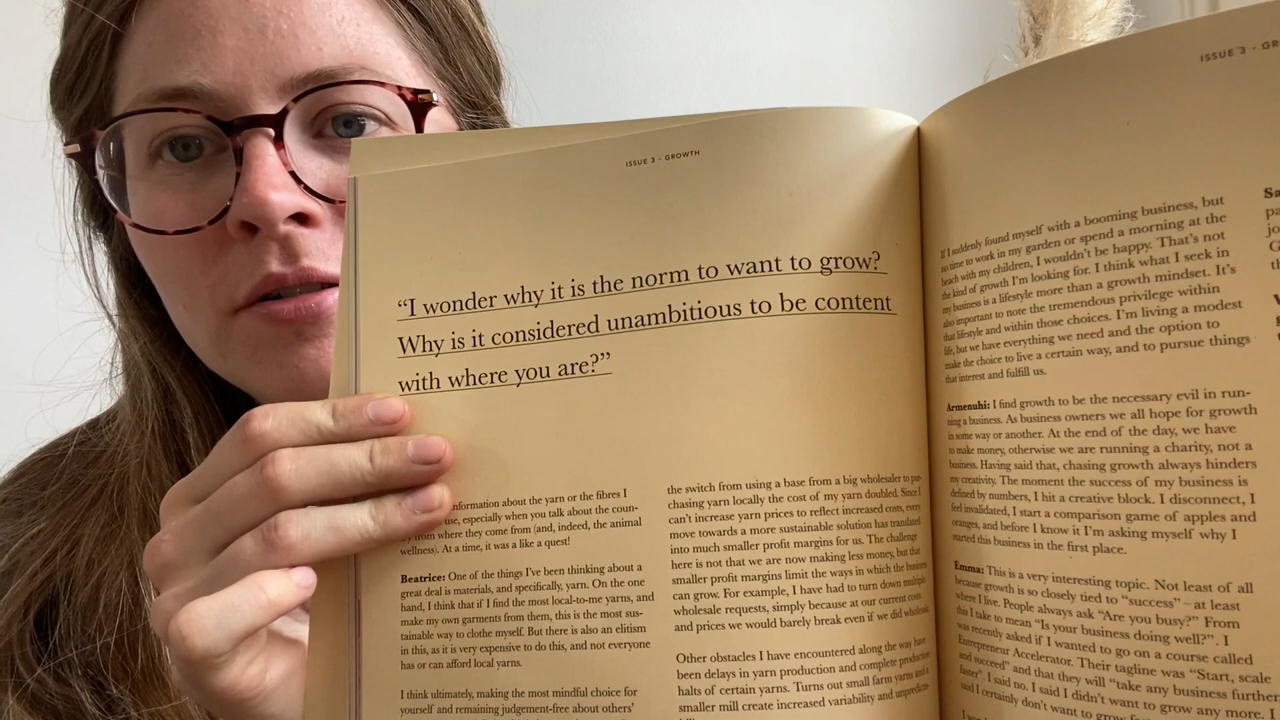 ISSUE 3 - GROWTH
“I wonder why it is the norm to want to grow?
Why is it considered unambitious to be content
with where you are?”
information about the yarn or the fibres I
use, especially when you talk about the coun-
from where they come from (and, indeed, the animal
wellness). At a time, it was a like a quest!
Beatrice: One of the things I’ve been thinking about a
great deal is materials, and specifically, yarn. On the one
hand, I think that if I find the most local-to-me yarns, and
make my own garments from them, this is the most sus-
tainable way to clothe myself. But there is also an elitism
in this, as it is very expensive to do this, and not everyone
has or can afford local yarns.
I think ultimately, making the most mindful choice for
yourself and remaining judgement-free about others’
the switch from using a base from a big wholesaler to pur-
chasing yarn locally the cost of my yarn doubled. Since I
can’t increase yarn prices to reflect increased costs, every
move towards a more sustainable solution has translated
into much smaller profit margins for us. The challenge
here is not that we are now making less money, but that
smaller profit margins limit the ways in which the business
can grow. For example, I have had to turn down multiple
wholesale requests, simply because at our current costs
and prices we would barely break even if we did wholesale.
Other obstacles I have encountered along the way have
been delays in yarn production and complete production
halts of certain yarns. Turns out small farm yarns and a
smaller mill create increased variability and unpredict-
ISSUE 3 - GR
If I suddenly found myself with a booming business, but
no time to work in my garden or spend a morning at the
beach with my children, I wouldn’t be happy. That’s not
the kind of growth I’m looking for. I think what I seek in
my business is a lifestyle more than a growth mindset. It’s
also important to note the tremendous privilege within
that lifestyle and within those choices. I’m living a modest
life, but we have everything we need and the option to
make the choice to live a certain way, and to pursue things
that interest and fulfill us.
Armenuhi: I find growth to be the necessary evil in run-
ning a business. As business owners we all hope for growth
in some way or another. At the end of the day, we have
to make money, otherwise we are running a charity, not a
business. Having said that, chasing growth always hinders
my creativity. The moment the success of my business is
defined by numbers, I hit a creative block. I disconnect, I
feel invalidated, I start a comparison game of apples and
oranges, and before I know it I’m asking myself why I
started this business in the first place.
Emma: This is a very interesting topic. Not least of all
because growth is so closely tied to “success” – at least
where I live. People always ask “Are you busy?” From
this I take to mean “Is your business doing well?”. I
was recently asked if I wanted to go on a course called
Entrepreneur Accelerator. Their tagline was “Start, scale
and succeed” and that they will “take any business further
faster”. I said no. I said I didn’t want to grow any more. I
said I certainly don’t want to grow
Sa
pa
jo